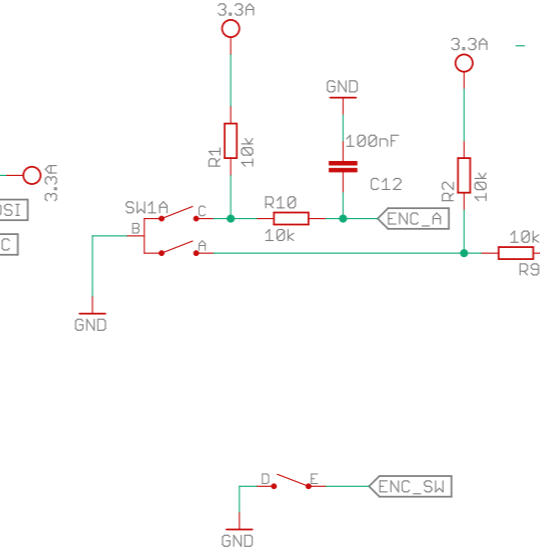 3.3A
3.3A
GND
100nF
R1
10k
C12
R2
10k
3.3A
SW1A
C
R10
ENC_A
B
10k
A
10k
R9
C
GND
D
E
ENC_SW
GND